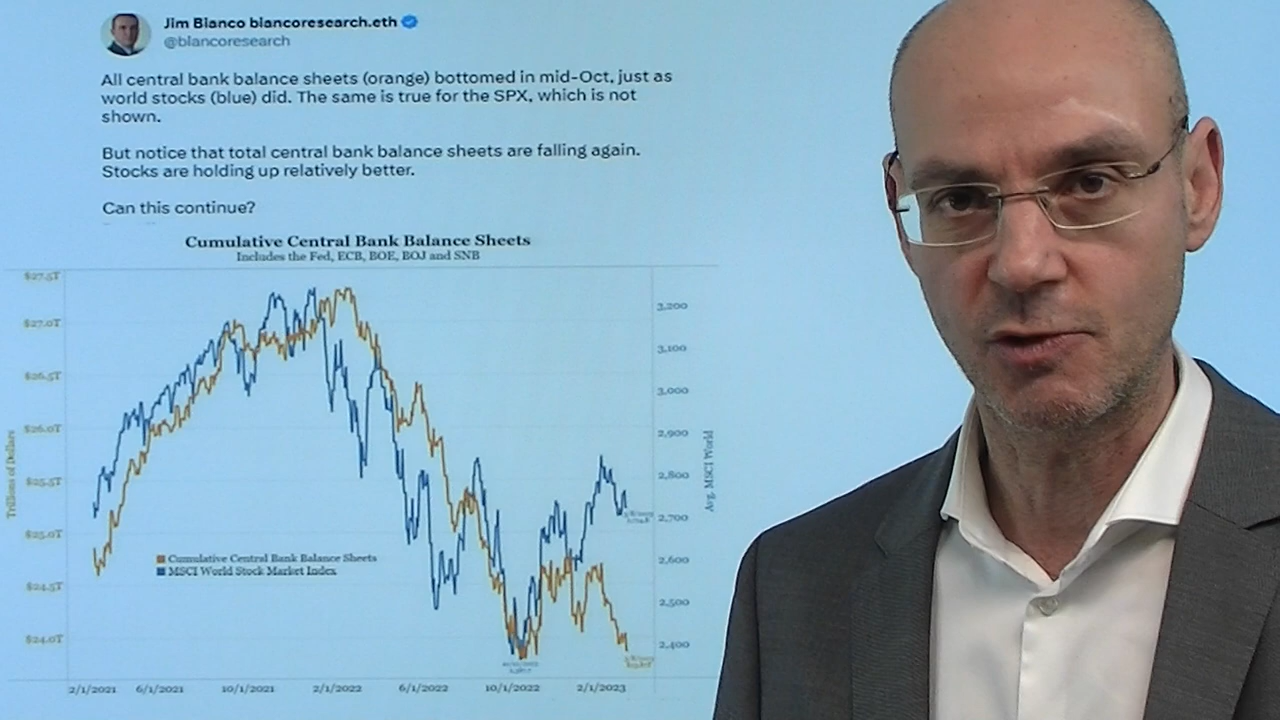 Jim Bianco biancoresearch.eth
@biancoresearch
All central bank balance sheets (orange) bottomed in mid-Oct, just as
world stocks (blue) did. The same is true for the SPX, which is not
shown.
But notice that total central bank balance sheets are falling again.
Stocks are holding up relatively better.
Can this continue?
Cumulative Central Bank Balance Sheets
Includes the Fed, ECB, BOE, BOJ and SNB
$27.5T
$27.0T
$26.5T
$26.0T
$25.5T
$25.0T
$24.5T
$24.0T
Trillions of Dollars
3,200
3,100
3,000
2,900
2,800
2,700
2,600
2,500
2,400
Avg. MSCI World
Cumulative Central Bank Balance Sheets
MSCI World Stock Market Index
2/1/2021 6/1/2021 10/1/2021 2/1/2022 6/1/2022 10/1/2022 2/1/2023